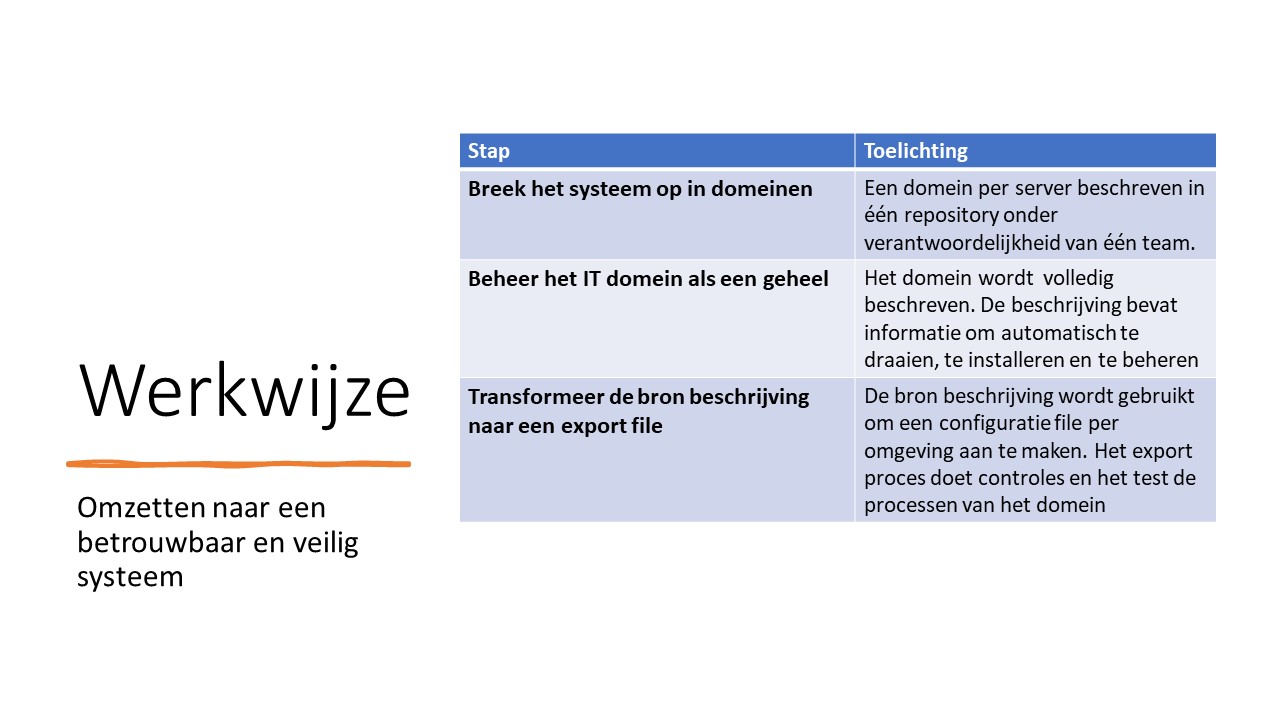 Werkwijze
Omzetten naar een
betrouwbaar en veilig
systeem
Stap
Toelichting
Breek het systeem op in domeinen
Een domein per server beschreven in
één repository onder
verantwoordelijkheid van één team.
Beheer het IT domein als een geheel
Het domein wordt volledig
beschreven. De beschrijving bevat
informatie om automatisch te
draaien, te installeren en te beheren
Transformeer de bron beschrijving
naar een export file
De bron beschrijving wordt gebruikt
om een configuratie file per
omgeving aan te maken. Het export
proces doet controles en het test de
processen van het domein